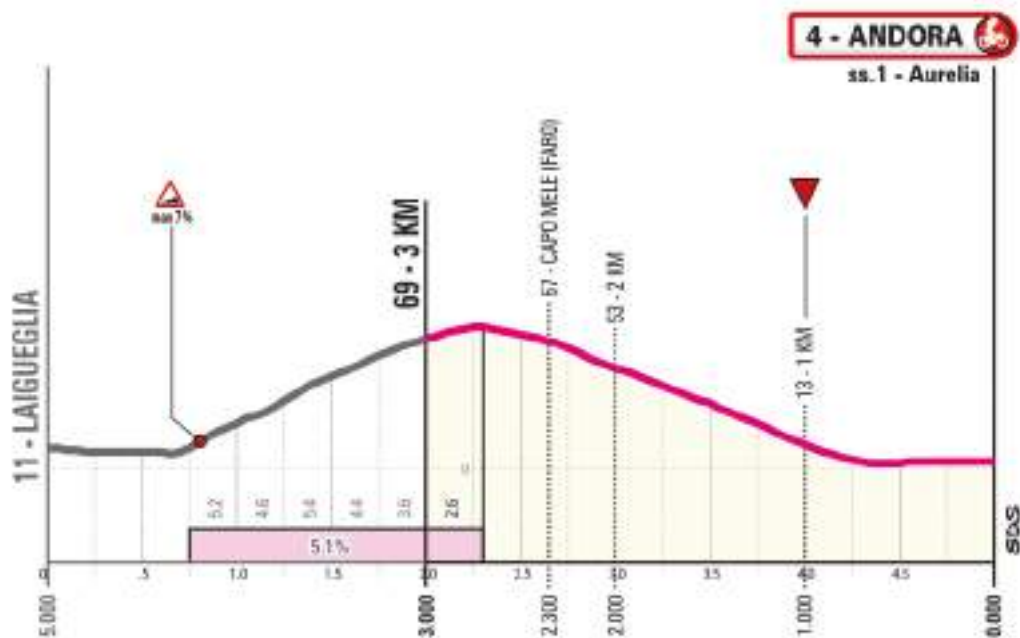 4 - ANDORA
ss.1 - Aurelia
max 7%
11 - LAIGUEGLIA
69 - 3 KM
57 - CAPO MELE (FARO)
53 - 2 KM
13 - 1 KM
5.2 4.6 5.4 4.4 3.6 2.6
5.1%
0 .5 1.0 1.5 2.0 2.5 3.0 3.5 4.0 4.5
5.000 3.000 2.300 2.000 1.000 0.000
SDS